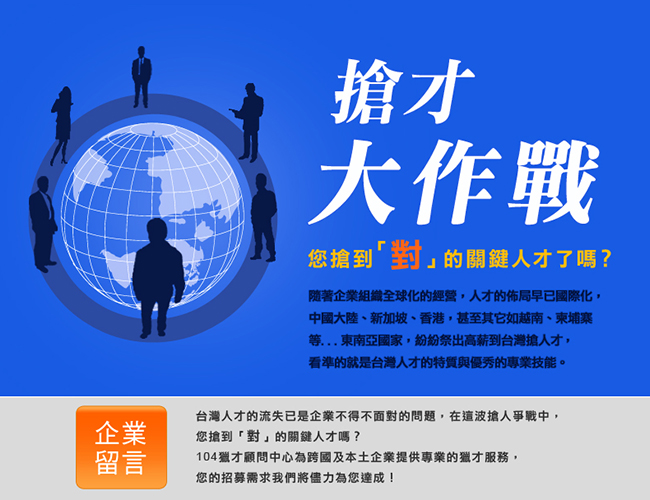 搶才
大作戰
您搶到「對」的關鍵人才了嗎？
隨著企業組織全球化的經營，人才的佈局早已國際化，
中國大陸、新加坡、香港，甚至其它如越南、柬埔寨
等...東南亞國家，紛紛祭出高薪到台灣搶人才，
看準的就是台灣人才的特質與優秀的專業技能。
企業
留言
台灣人才的流失已是企業不得不面對的問題，在這波搶人爭戰中，
您搶到「對」的關鍵人才嗎？
104獵才顧問中心為跨國及本土企業提供專業的獵才服務，
您的招募需求我們將儘力為您達成！